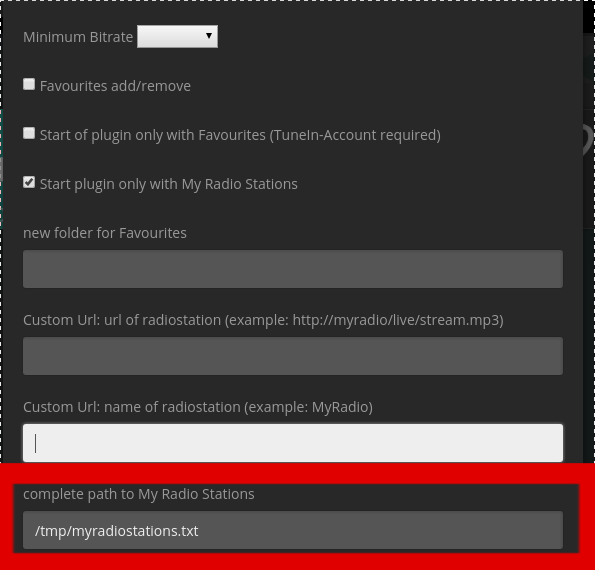 Minimum Bitrate
Favourites add/remove
Start of plugin only with Favourites (TuneIn-Account required)
Start plugin only with My Radio Stations
new folder for Favourites
Custom Url: url of radiostation (example: http://myradio/live/stream.mp3)
Custom Url: name of radiostation (example: MyRadio)
complete path to My Radio Stations
/tmp/myradiostations.txt